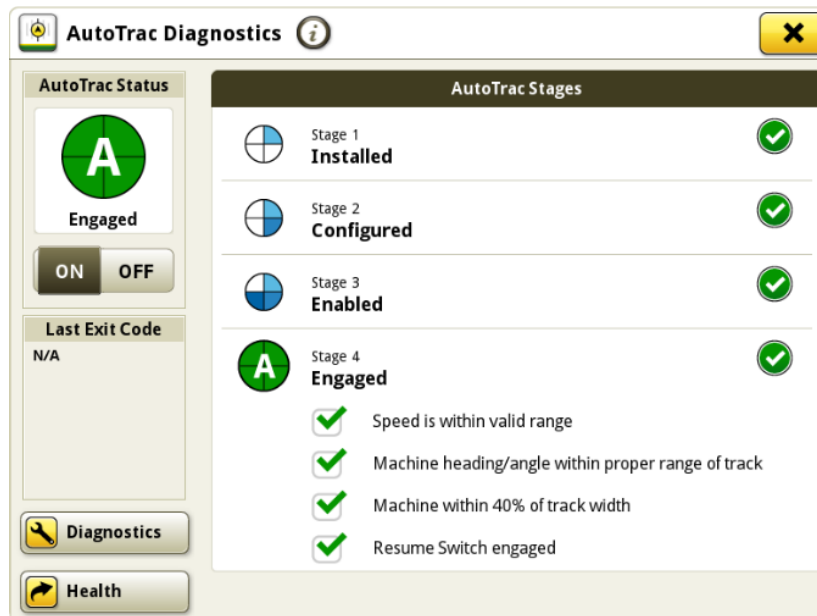 AutoTrac Diagnostics i
AutoTrac Status
A
Engaged
ON OFF
Last Exit Code
N/A
Diagnostics
Health
AutoTrac Stages
Stage 1
Installed
Stage 2
Configured
Stage 3
Enabled
A
Stage 4
Engaged
Speed is within valid range
Machine heading/angle within proper range of track
Machine within 40% of track width
Resume Switch engaged